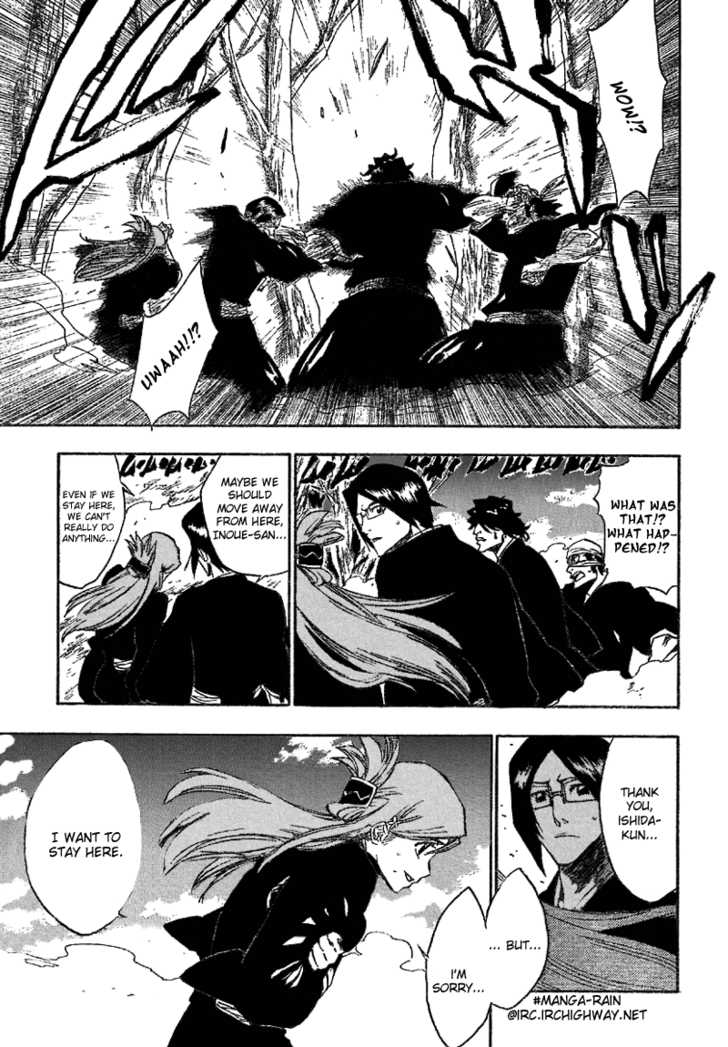 WOW!?
UWAAH!!?
WHAT WAS
THAT!?
WHAT HAP-
PENED!?
MAYBE WE
SHOULD
MOVE AWAY
FROM HERE,
INOUE-SAN...
EVEN IF WE
STAY HERE,
WE CAN'T
REALLY DO
ANYTHING...
THANK
YOU,
ISHIDA-
KUN...
... BUT...
I'M
SORRY...
I WANT TO
STAY HERE.
#MANGA-RAIN
@IRC.IRCHIGHWAY.NET